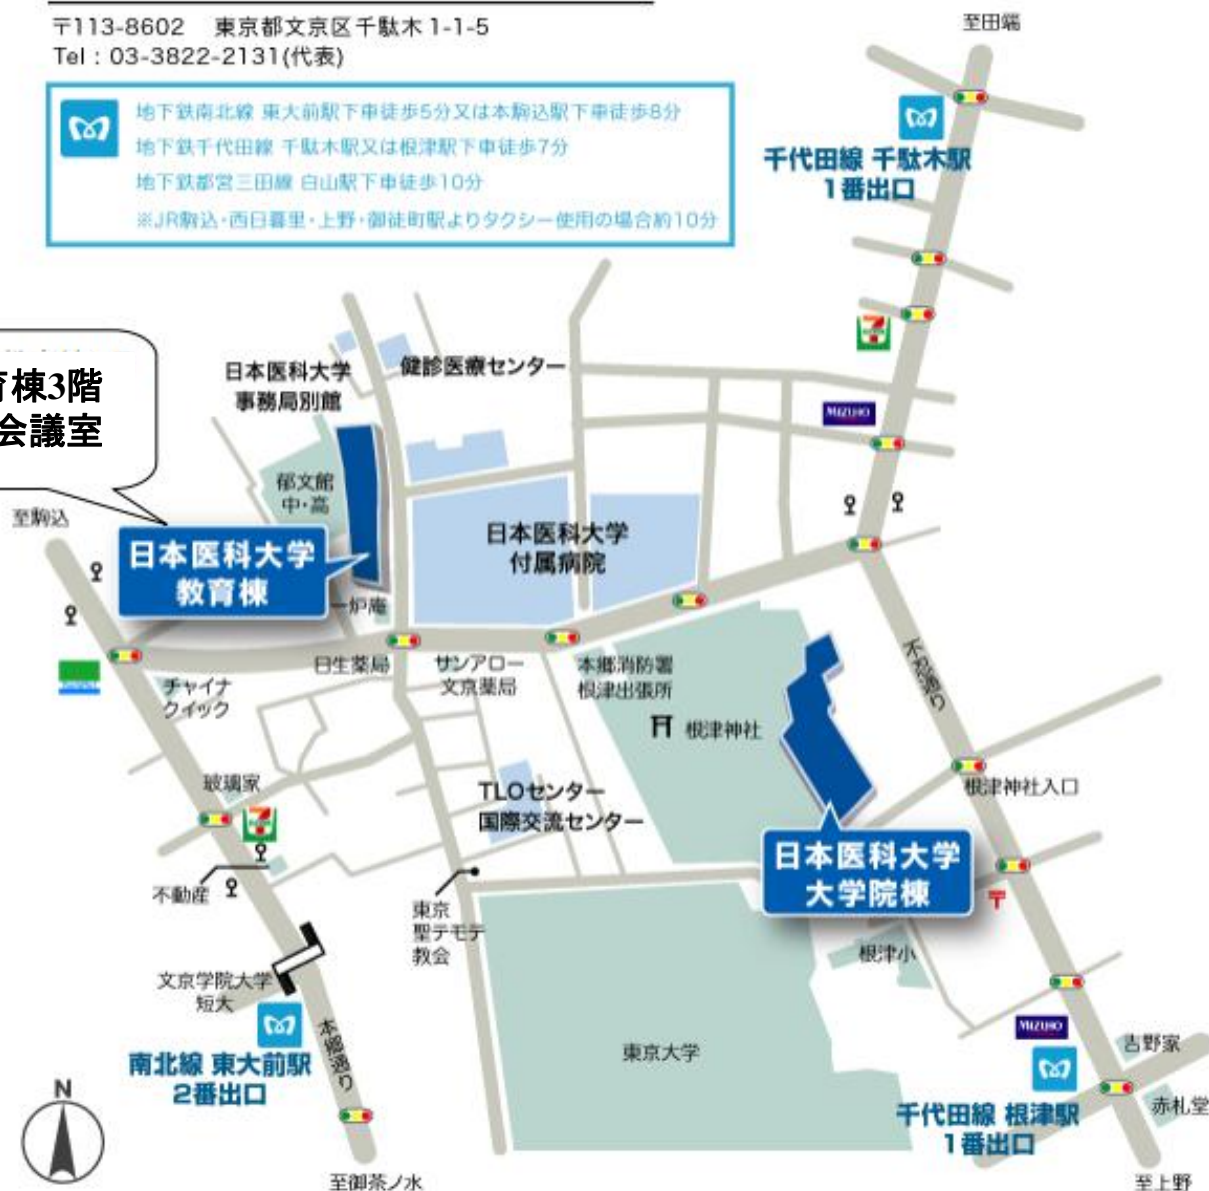 〒113-8602　東京都文京区千駄木1-1-5
Tel：03-3822-2131(代表)
地下鉄南北線 東大前駅下車徒歩5分又は本駒込駅下車徒歩8分
地下鉄千代田線 千駄木駅又は根津駅下車徒歩7分
地下鉄都営三田線 白山駅下車徒歩10分
※JR駒込・西日暮里・上野・御徒町駅よりタクシー使用の場合約10分
至田端
千代田線 千駄木駅
1番出口
育棟3階
会議室
日本医科大学
事務局別館
健診医療センター
MIZUHO
郁文館
中・高
至駒込
日本医科大学
教育棟
日本医科大学
付属病院
一炉庵
日生薬局
サンアロー
文京薬局
本郷消防署
根津出張所
不忍通り
チャイナ
クイック
根津神社
玻璃家
TLOセンター
国際交流センター
根津神社入口
日本医科大学
大学院棟
不動産
東京
聖テモテ
教会
〒
根津小
文京学院大学
短大
本郷通り
南北線 東大前駅
2番出口
東京大学
MIZUHO
吉野家
千代田線 根津駅
1番出口
赤札堂
N
至御茶ノ水
至上野